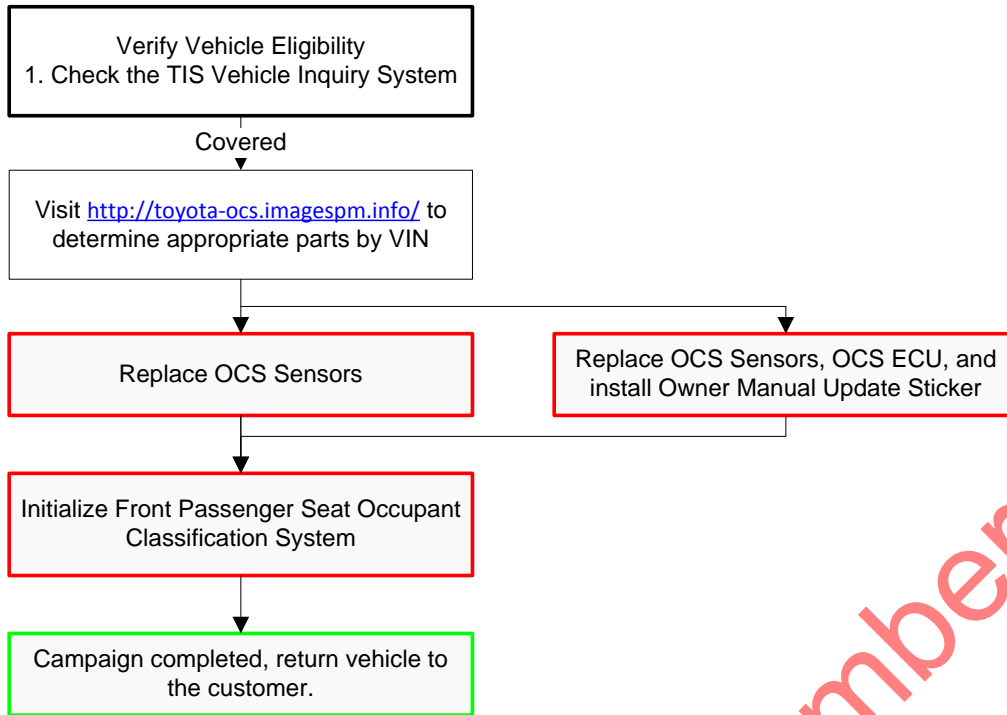 Verify Vehicle Eligibility
1. Check the TIS Vehicle Inquiry System
Covered
Visit http://toyota-ocs.imagespm.info/ to
determine appropriate parts by VIN
Replace OCS Sensors
Replace OCS Sensors, OCS ECU, and
install Owner Manual Update Sticker
Initialize Front Passenger Seat Occupant
Classification System
Campaign completed, return vehicle to
the customer.